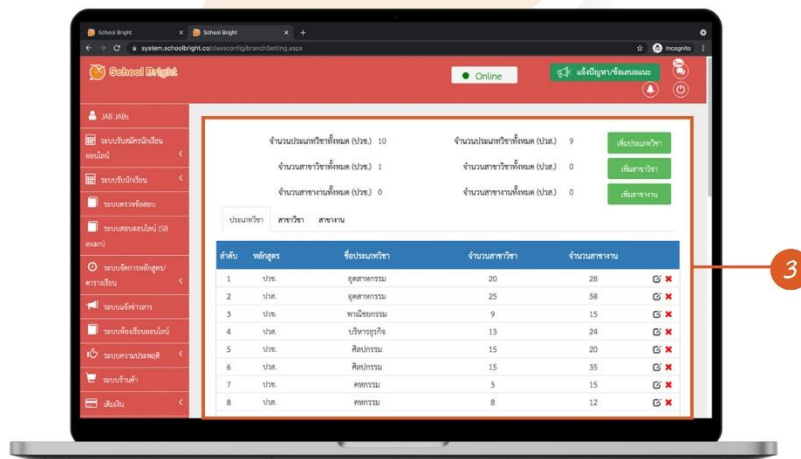 School Bright
School Bright
system.schoolbright.co/classconfig/branchSetting.aspx
Incognito
School Bright
Online
แจ้งปัญหา/ข้อเสนอแนะ
JAB JABs
ระบบรับสมัครนักเรียน
ออนไลน์
ระบบรับนักเรียน
ระบบตรวจข้อสอบ
ระบบสอบออนไลน์ (SB
exam)
ระบบจัดการหลักสูตร/
ตารางเรียน
ระบบแจ้งข่าวสาร
ระบบห้องเรียนออนไลน์
ระบบความประพฤติ
ระบบร้านค้า
เติมเงิน
จำนวนประเภทวิชาทั้งหมด (ปวช.) 10 จำนวนประเภทวิชาทั้งหมด (ปวส.) 9 เพิ่มประเภทวิชา
จำนวนสาขาวิชาทั้งหมด (ปวช.) 1 จำนวนสาขาวิชาทั้งหมด (ปวส.) 0 เพิ่มสาขาวิชา
จำนวนสาขางานทั้งหมด (ปวช.) 0 จำนวนสาขางานทั้งหมด (ปวส.) 0 เพิ่มสาขางาน
ประเภทวิชา สาขาวิชา สาขางาน
ลำดับ หลักสูตร ชื่อประเภทวิชา จำนวนสาขาวิชา จำนวนสาขางาน
1 ปวช. อุตสาหกรรม 20 28
2 ปวส. อุตสาหกรรม 25 58
3 ปวช. พาณิชยกรรม 9 15
4 ปวส. บริหารธุรกิจ 13 24
5 ปวช. ศิลปกรรม 15 20
6 ปวส. ศิลปกรรม 15 35
7 ปวช. คหกรรม 5 15
8 ปวส. คหกรรม 8 12
3